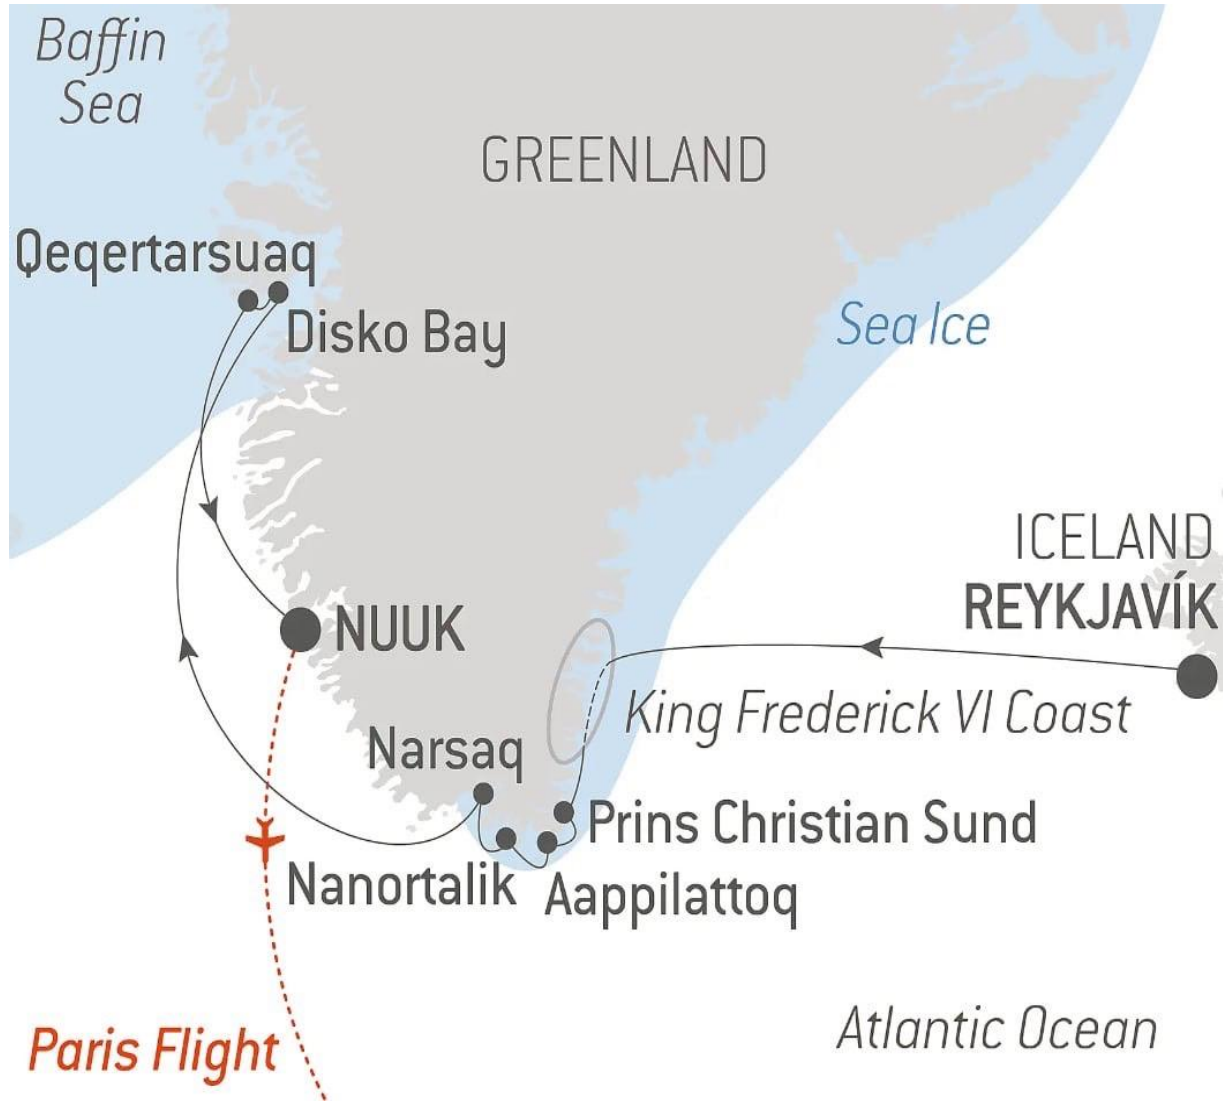 Baffin
Sea
GREENLAND
Qeqertarsuaq
Disko Bay
Sea Ice
ICELAND
REYKJAVÍK
NUUK
King Frederick VI Coast
Narsaq
Prins Christian Sund
Nanortalik
Aappilattoq
Atlantic Ocean
Paris Flight